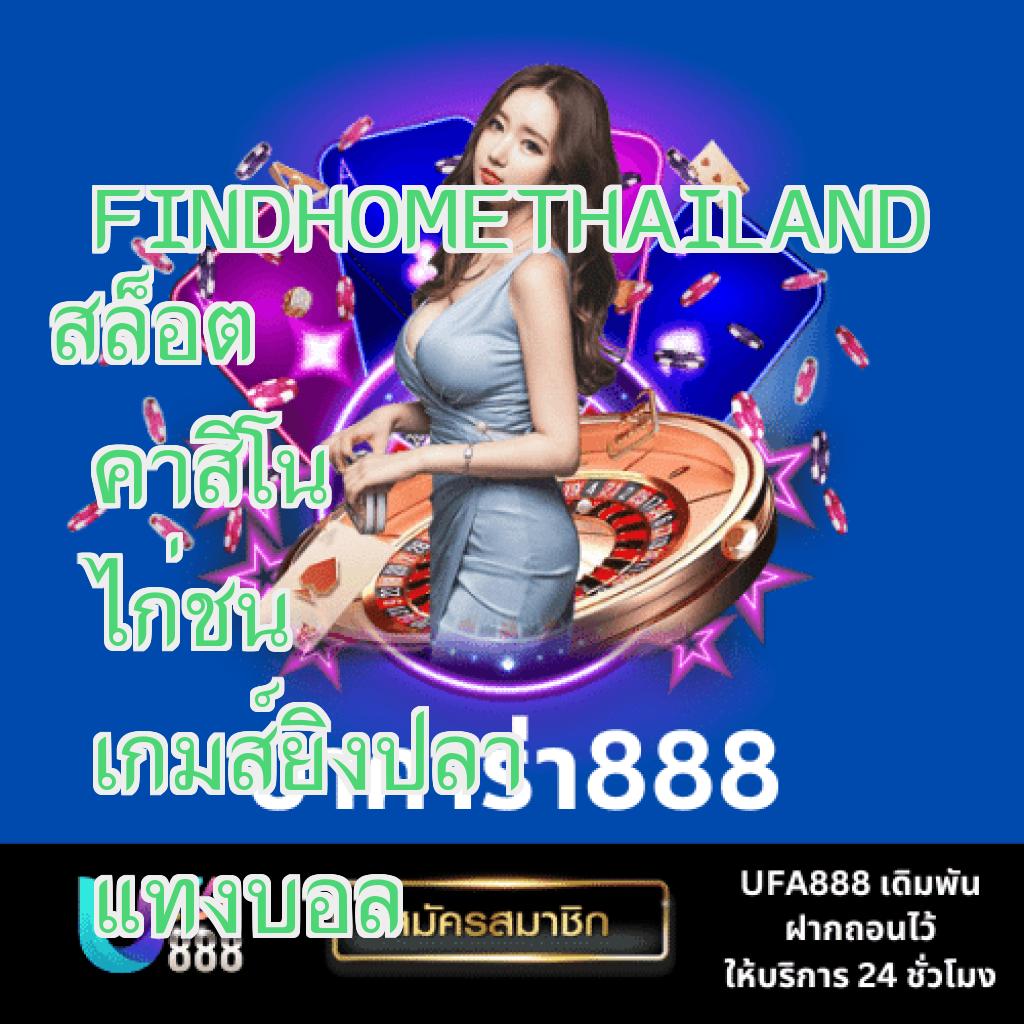 FINDHOMETHAILAND
สล็อต
คาสิโน
ไก่ชน
เกมส์ยิงปลา
888
แทงบอล
888
สมัครสมาชิก
UFA888 เดิมพัน
ฝากถอนไว้
ให้บริการ 24 ชั่วโมง